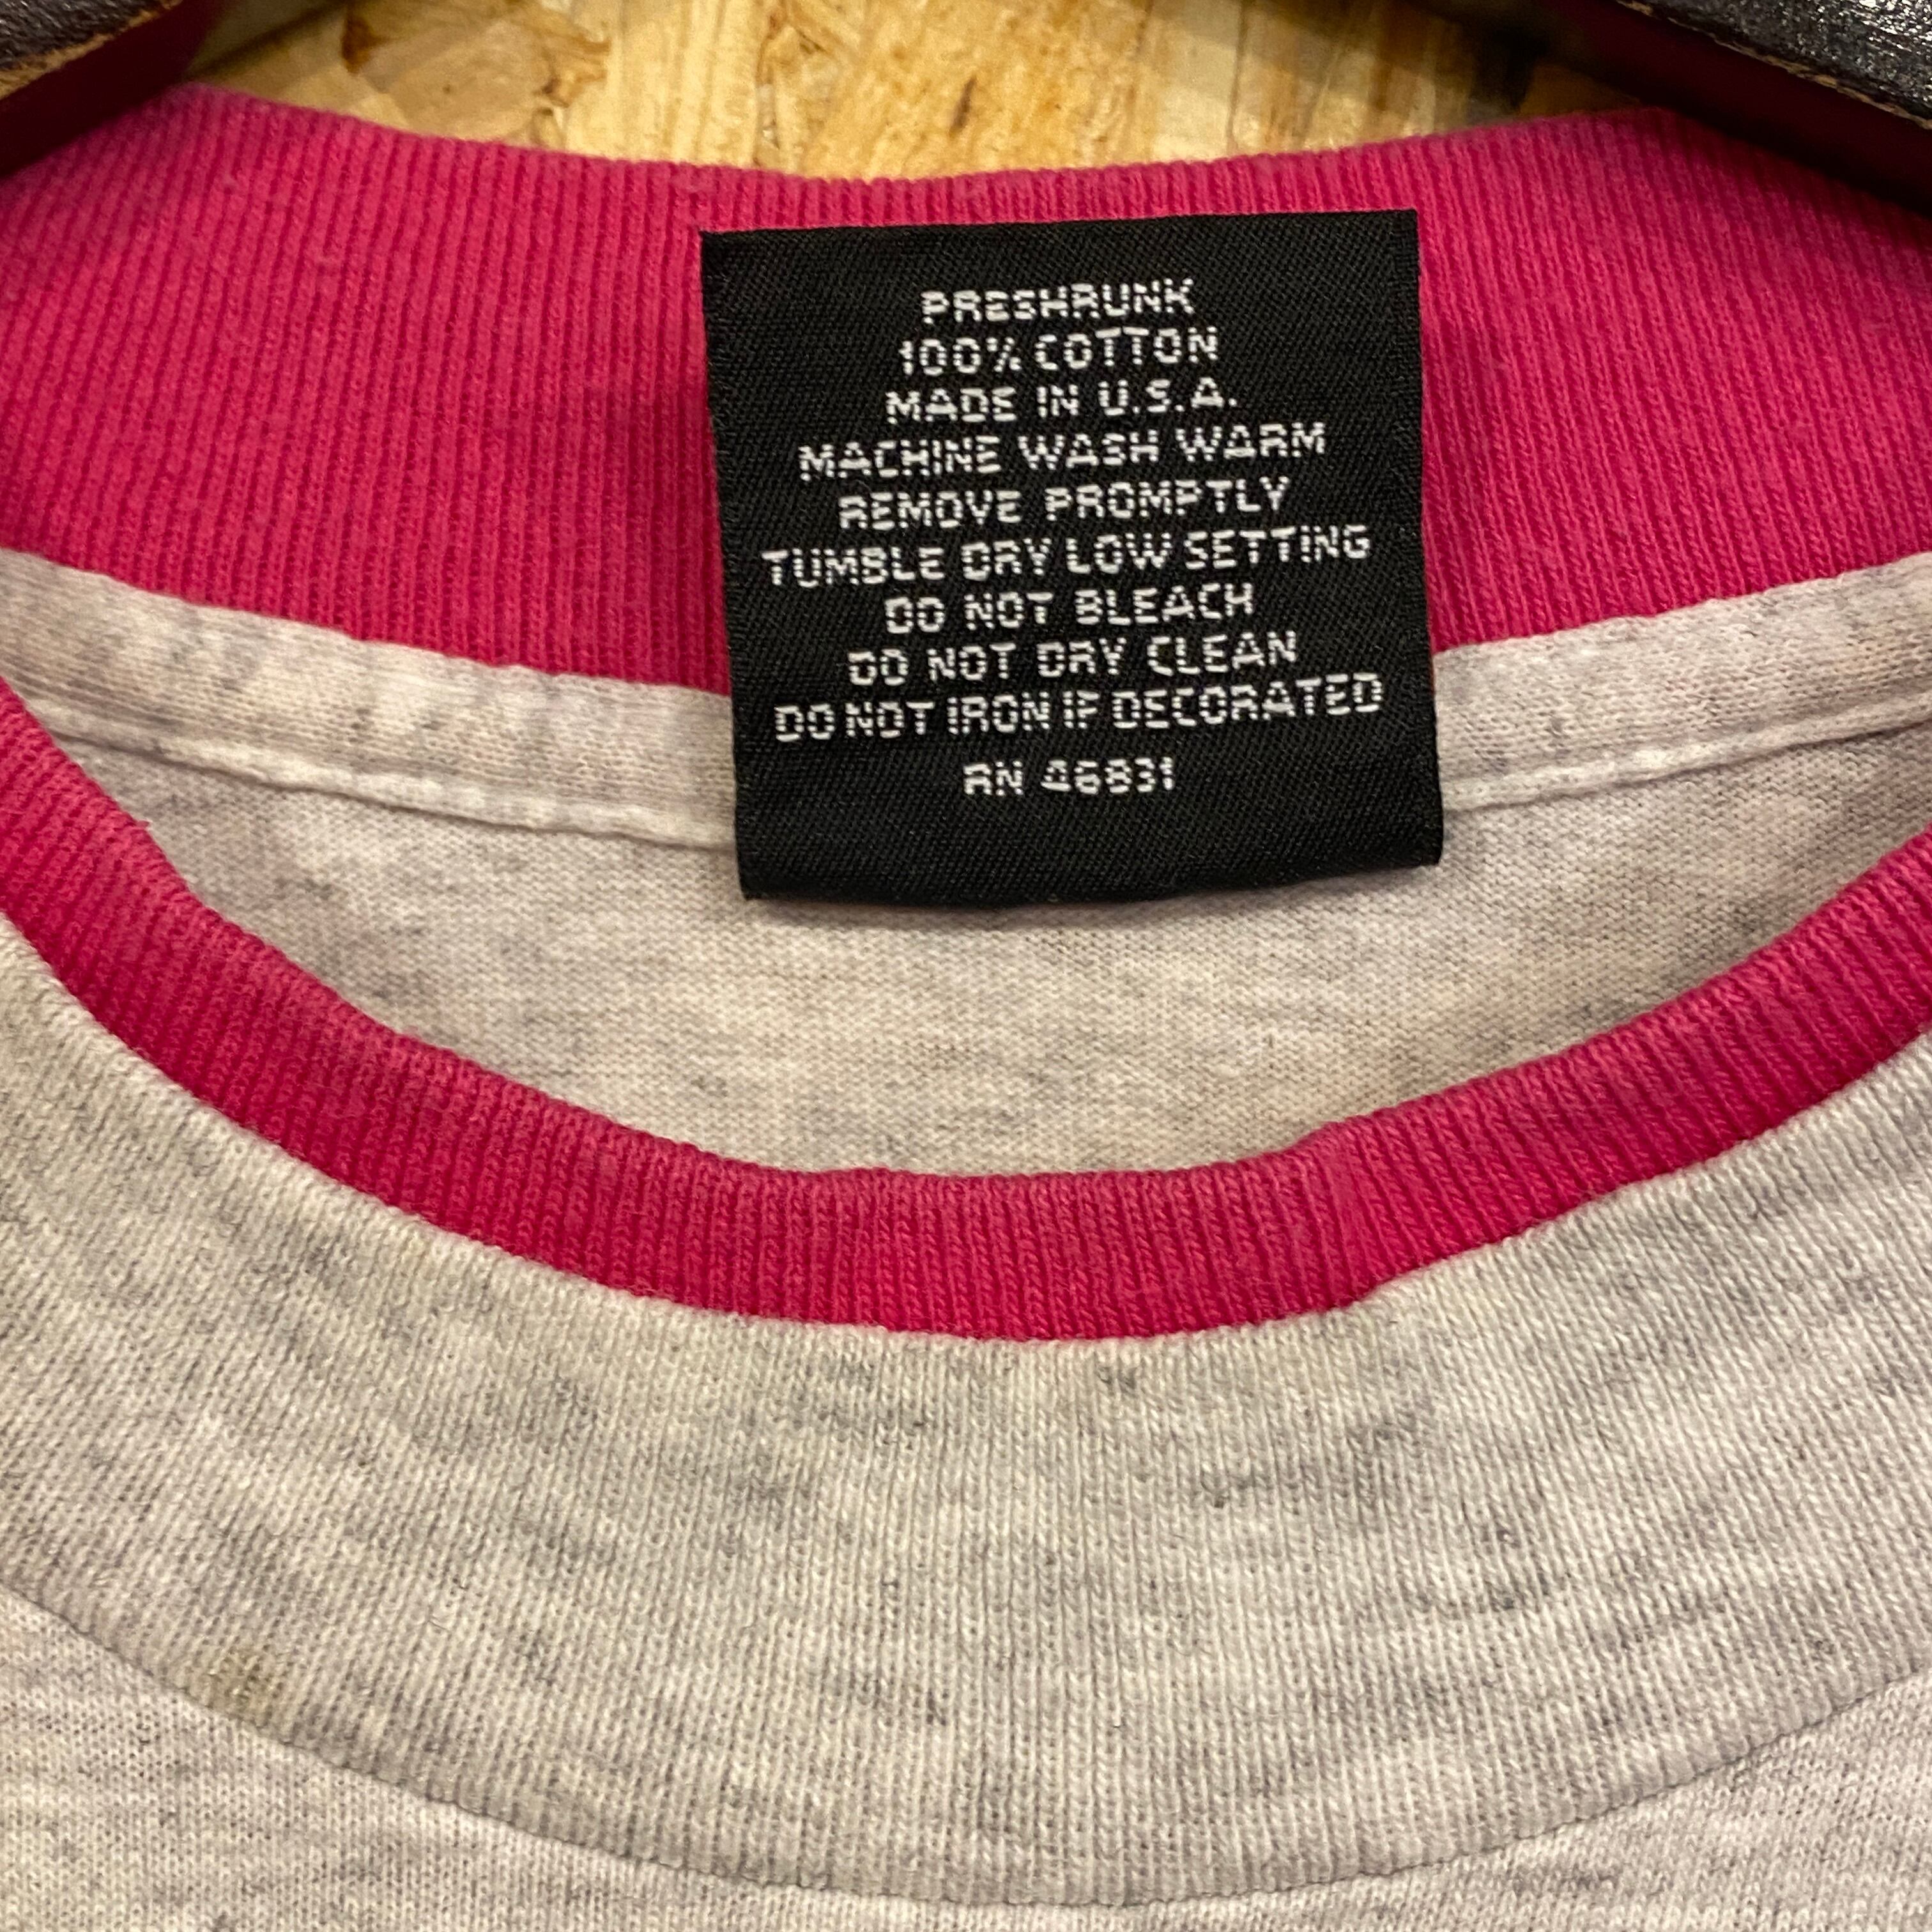 PRESHRUNK
100% COTTON
MADE IN U.S.A.
MACHINE WASH WARM
REMOVE PROMPTLY
TUMBLE DRY LOW SETTING
DO NOT BLEACH
DO NOT DRY CLEAN
DO NOT IRON IF DECORATED
RN 46831